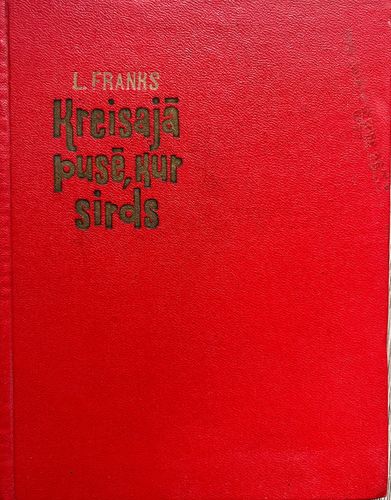 L. FRANKS
Kreisajā
pusē, kur
sirds